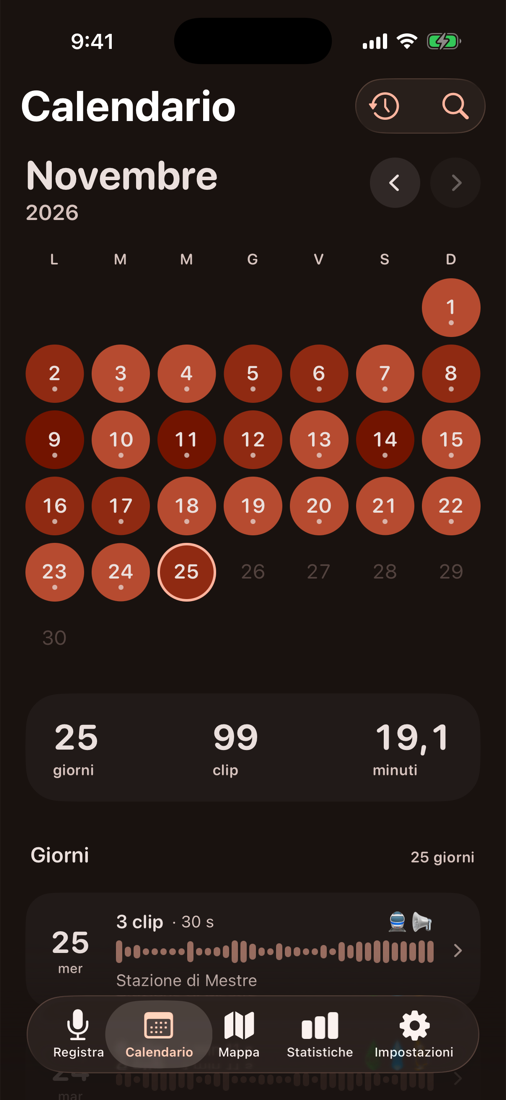 9:41
Calendario
Novembre
2026
L M M G V S D
1
2 3 4 5 6 7 8
9 10 11 12 13 14 15
16 17 18 19 20 21 22
23 24 25 26 27 28 29
30
25 99 19,1
giorni clip minuti
Giorni 25 giorni
3 clip · 30 s
25
mer
Stazione di Mestre
Registra Calendario Mappa Statistiche Impostazioni
24
mar